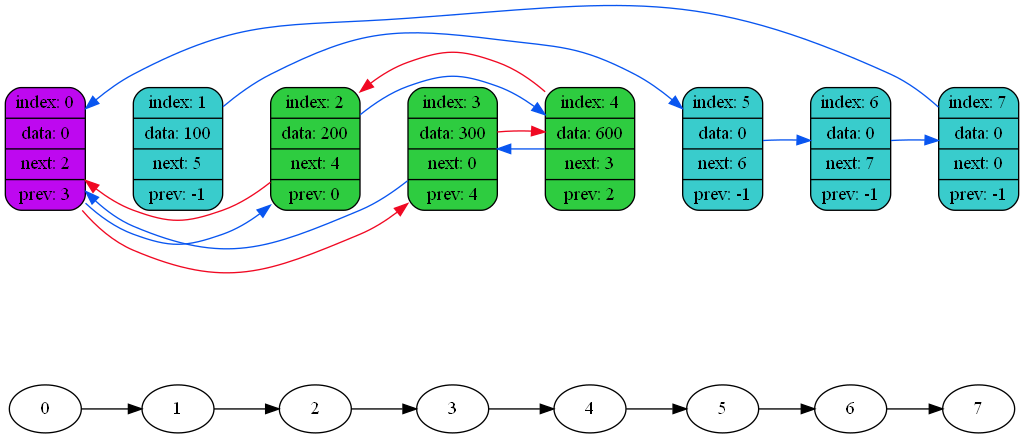 index: 0
data: 0
next: 2
prev: 3
index: 1
data: 100
next: 5
prev: -1
index: 2
data: 200
next: 4
prev: 0
index: 3
data: 300
next: 0
prev: 4
index: 4
data: 600
next: 3
prev: 2
index: 5
data: 0
next: 6
prev: -1
index: 6
data: 0
next: 7
prev: -1
index: 7
data: 0
next: 0
prev: -1
0
1
2
3
4
5
6
7